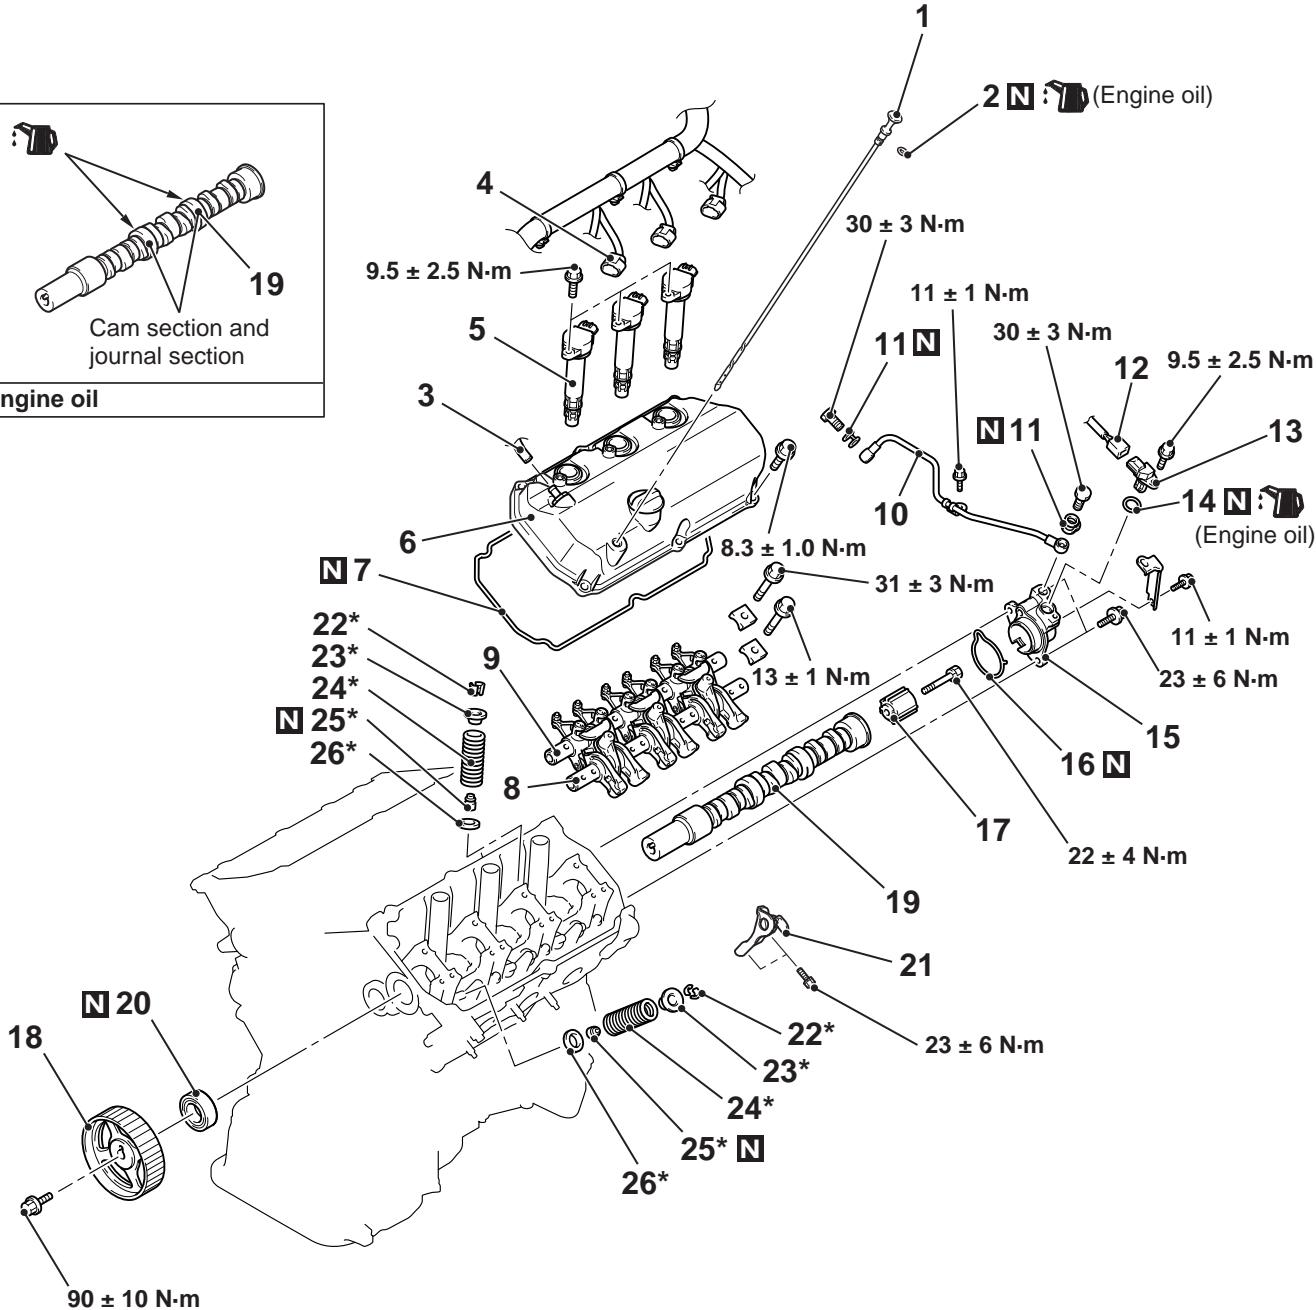 1
2 N (Engine oil)
4
30 ± 3 N·m
9.5 ± 2.5 N·m
11 ± 1 N·m
19
Cam section and
journal section
5
11 N
30 ± 3 N·m
12
9.5 ± 2.5 N·m
ngine oil
3
N 11
13
14 N
(Engine oil)
10
6
8.3 ± 1.0 N·m
N 7
31 ± 3 N·m
22*
23*
24*
N 25*
26*
9
8
13 ± 1 N·m
11 ± 1 N·m
23 ± 6 N·m
15
16 N
17
22 ± 4 N·m
19
21
N 20
18
22*
23*
24*
25* N
26*
23 ± 6 N·m
90 ± 10 N·m